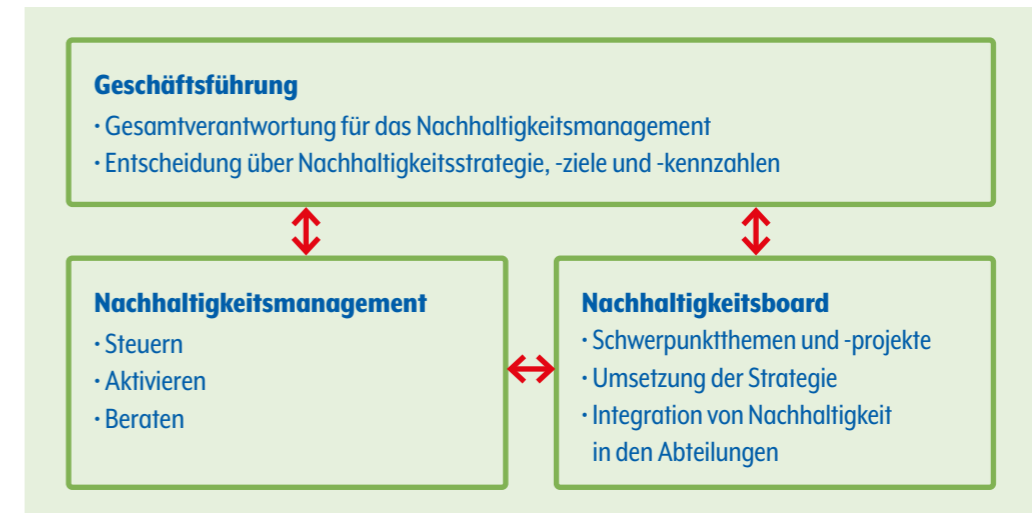 Geschäftsführung
· Gesamtverantwortung für das Nachhaltigkeitsmanagement
· Entscheidung über Nachhaltigkeitsstrategie, -ziele und -kennzahlen
Nachhaltigkeitsmanagement
· Steuern
· Aktivieren
· Beraten
Nachhaltigkeitsboard
· Schwerpunktthemen und -projekte
· Umsetzung der Strategie
· Integration von Nachhaltigkeit
in den Abteilungen